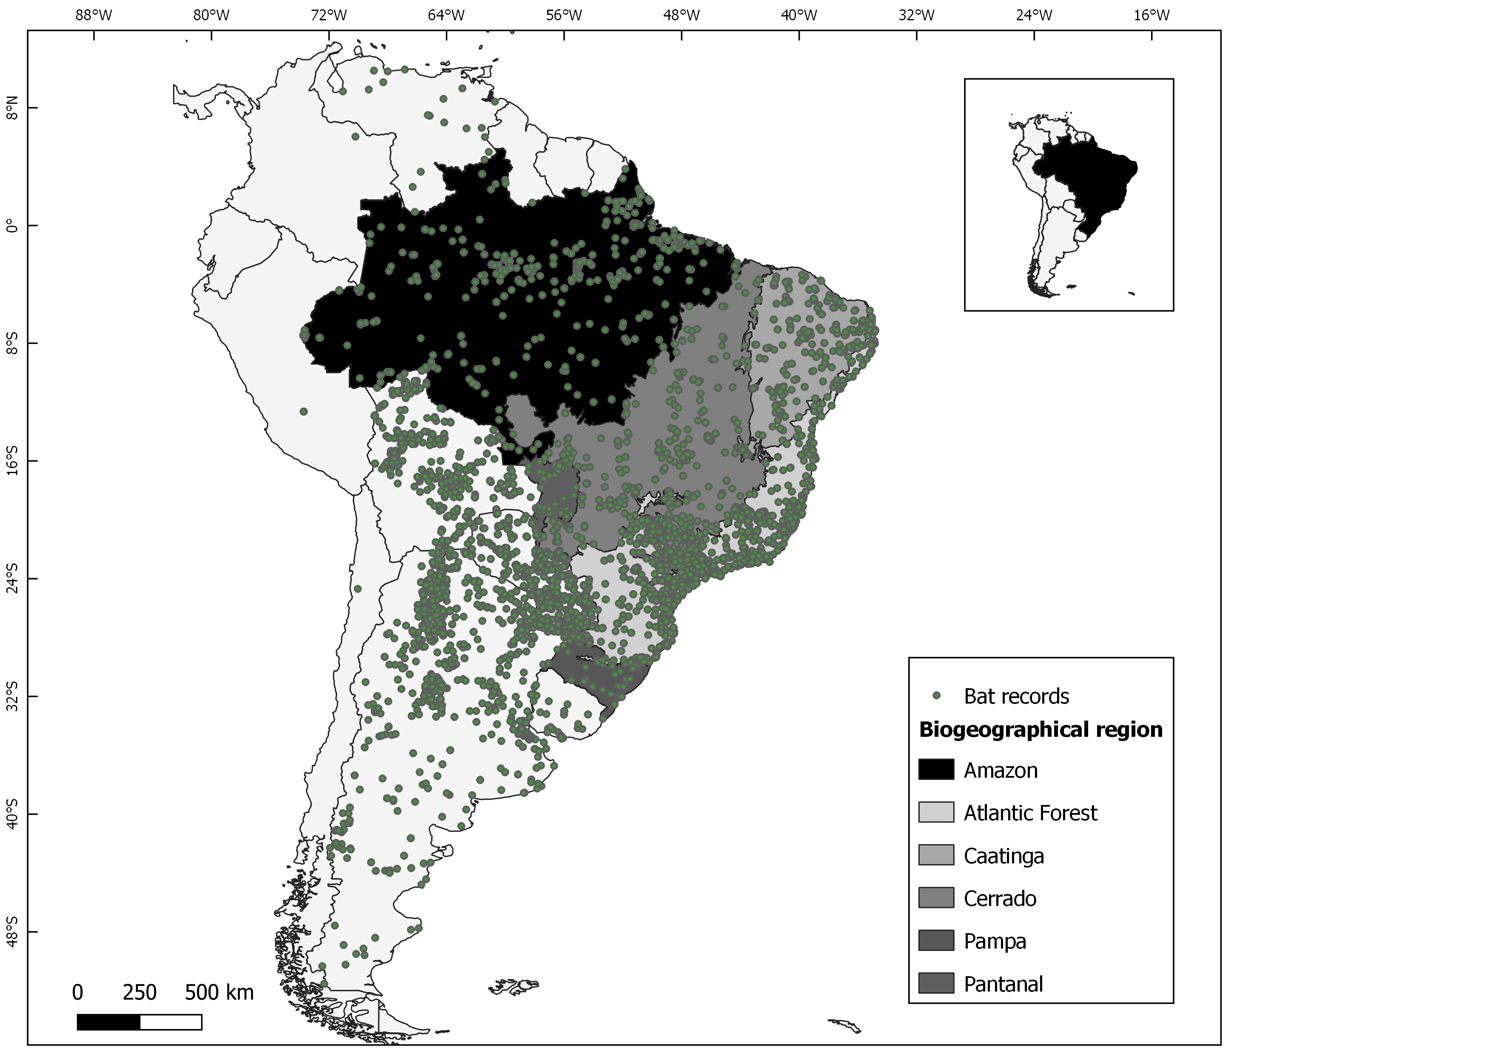 88°W 80°W 72°W 64°W 56°W 48°W 40°W 32°W 24°W 16°W
8°N
0°
8°S
16°S
24°S
32°S
40°S
48°S
Bat records
Biogeographical region
Amazon
Atlantic Forest
Caatinga
Cerrado
Pampa
Pantanal
0 250 500 km